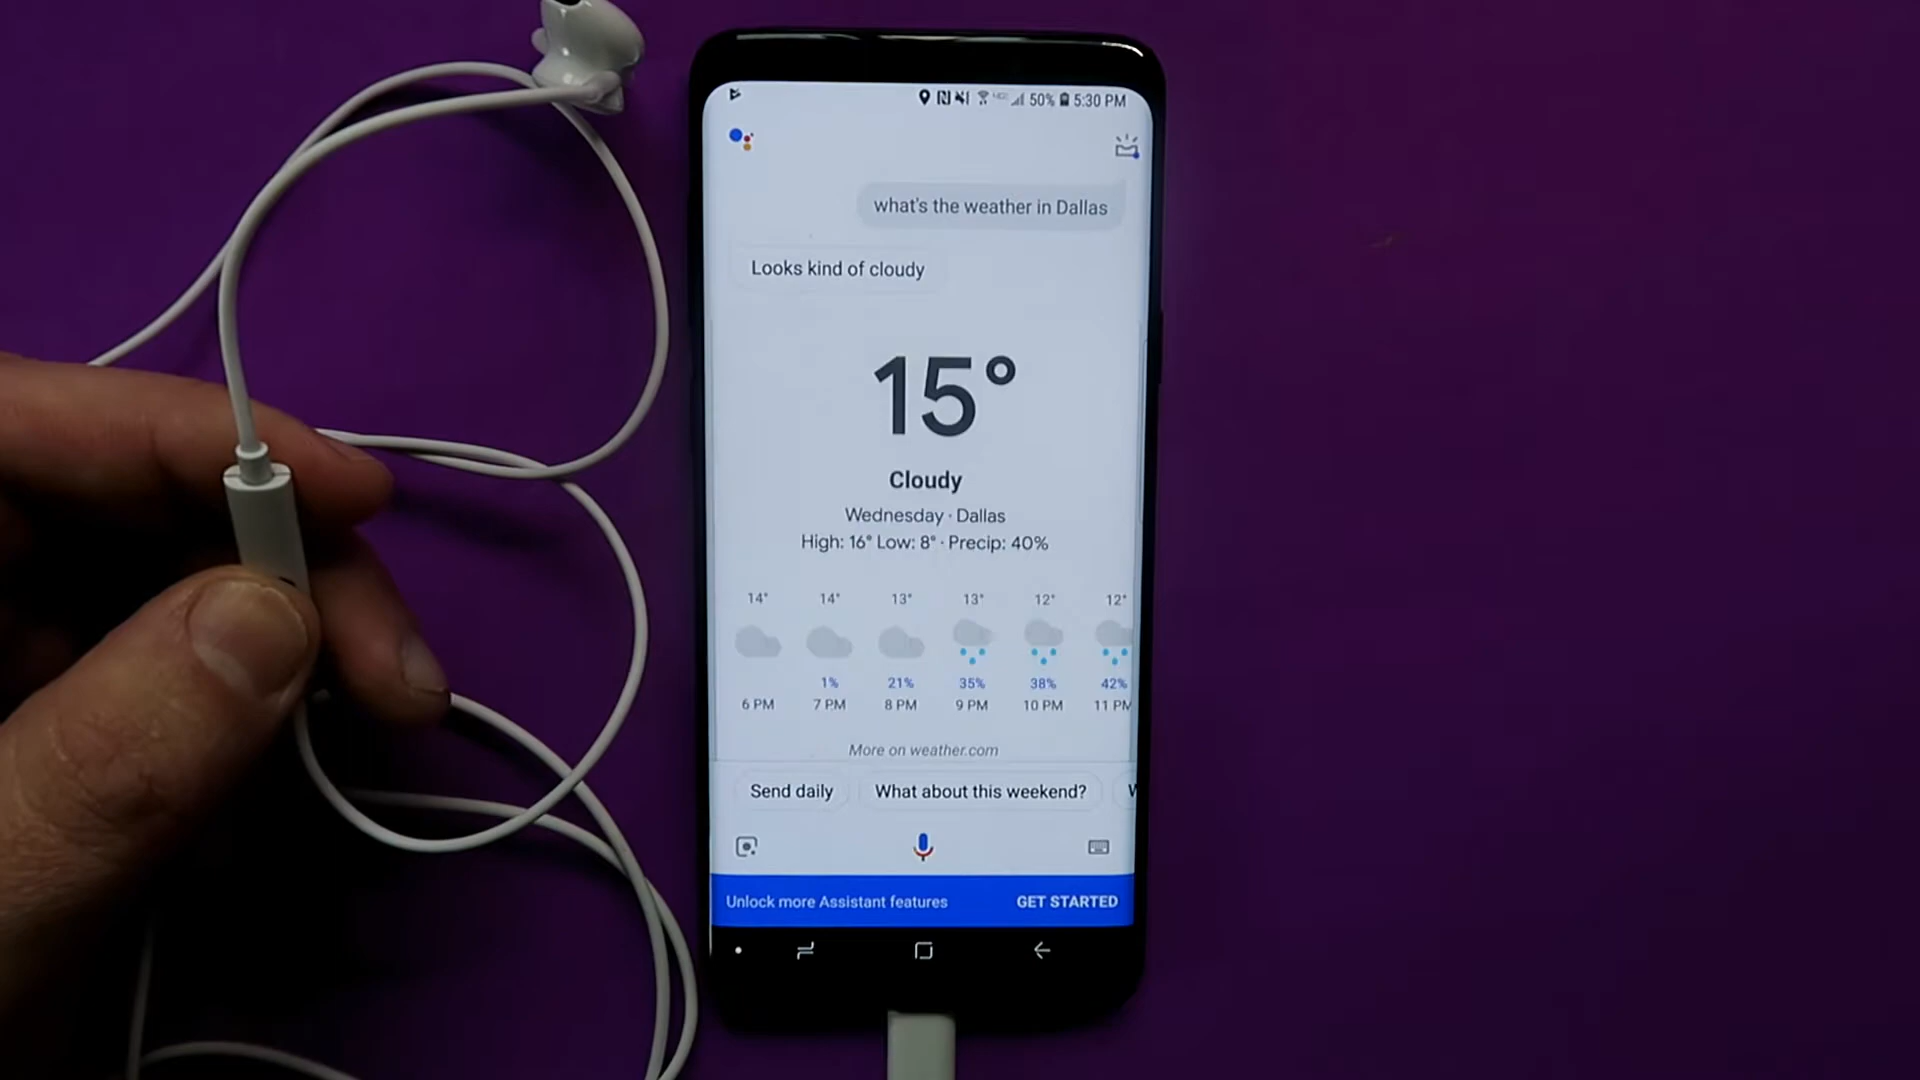 50% 5:30 PM
what's the weather in Dallas
Looks kind of cloudy
15°
Cloudy
Wednesday · Dallas
High: 16° Low: 8° · Precip: 40%
14° 14° 13° 13° 12° 12°
1% 21% 35% 38% 42%
6 PM 7 PM 8 PM 9 PM 10 PM 11 PM
More on weather.com
Send daily What about this weekend?
Unlock more Assistant features GET STARTED